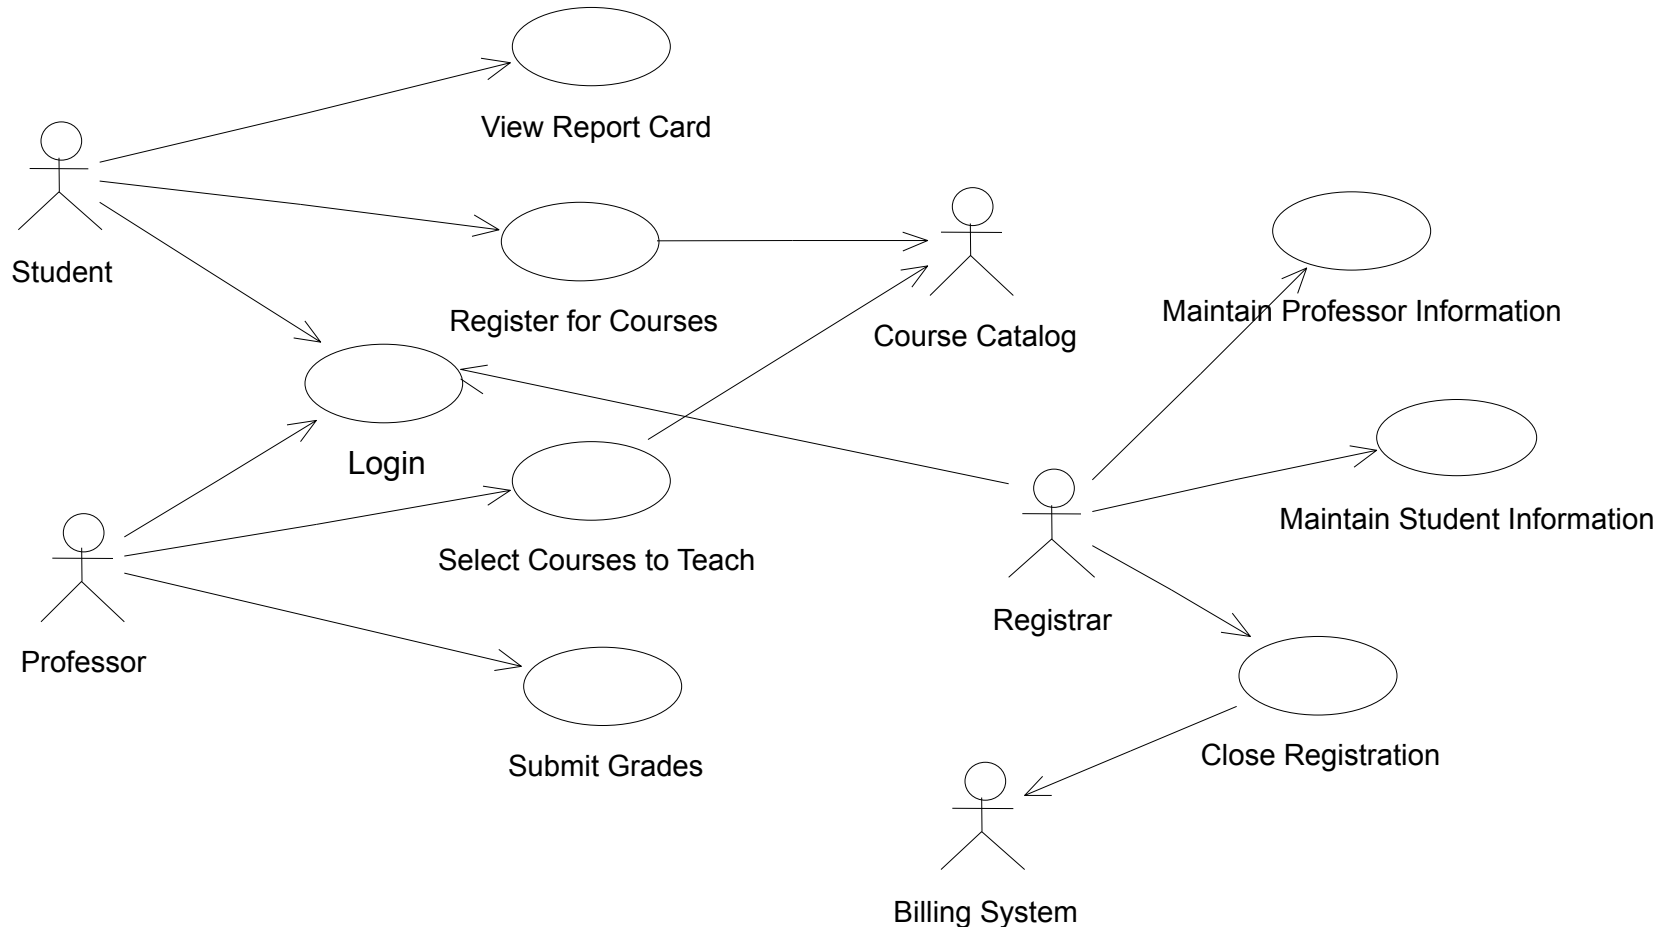 View Report Card
Student
Register for Courses
Course Catalog
Maintain Professor Information
Login
Maintain Student Information
Select Courses to Teach
Registrar
Professor
Submit Grades
Close Registration
Billing System